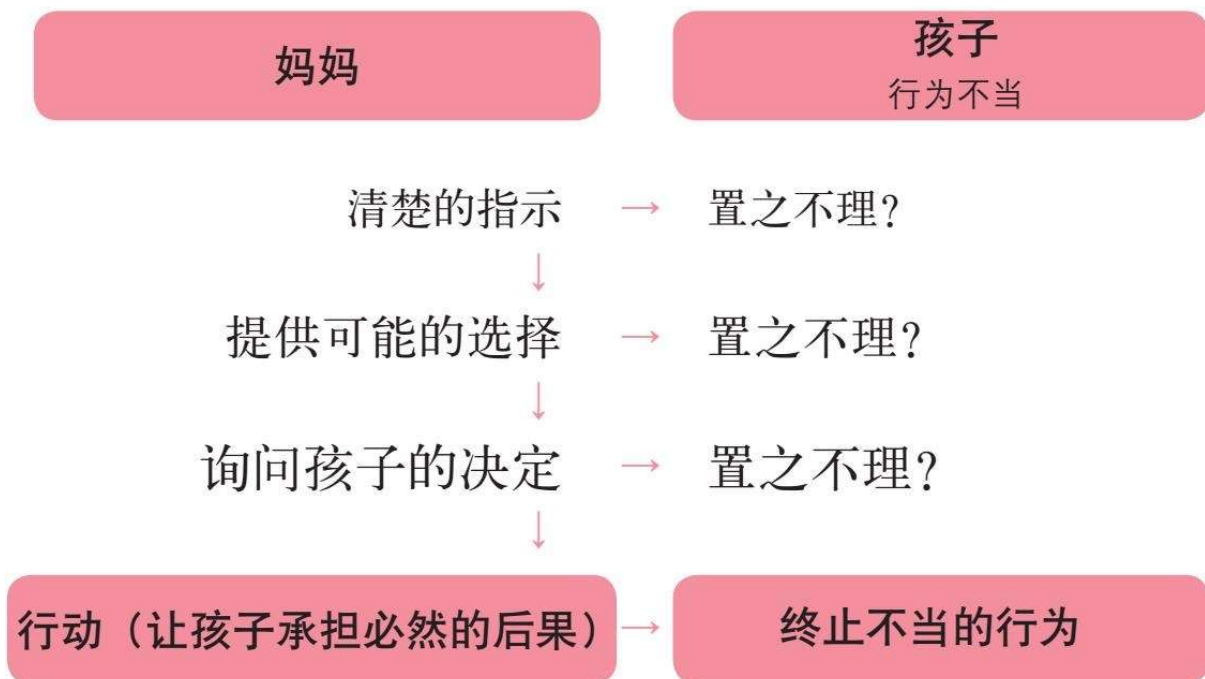 妈妈
孩子
行为不当
清楚的指示 → 置之不理?
↓
提供可能的选择 → 置之不理?
↓
询问孩子的决定 → 置之不理?
↓
行动（让孩子承担必然的后果） → 终止不当的行为